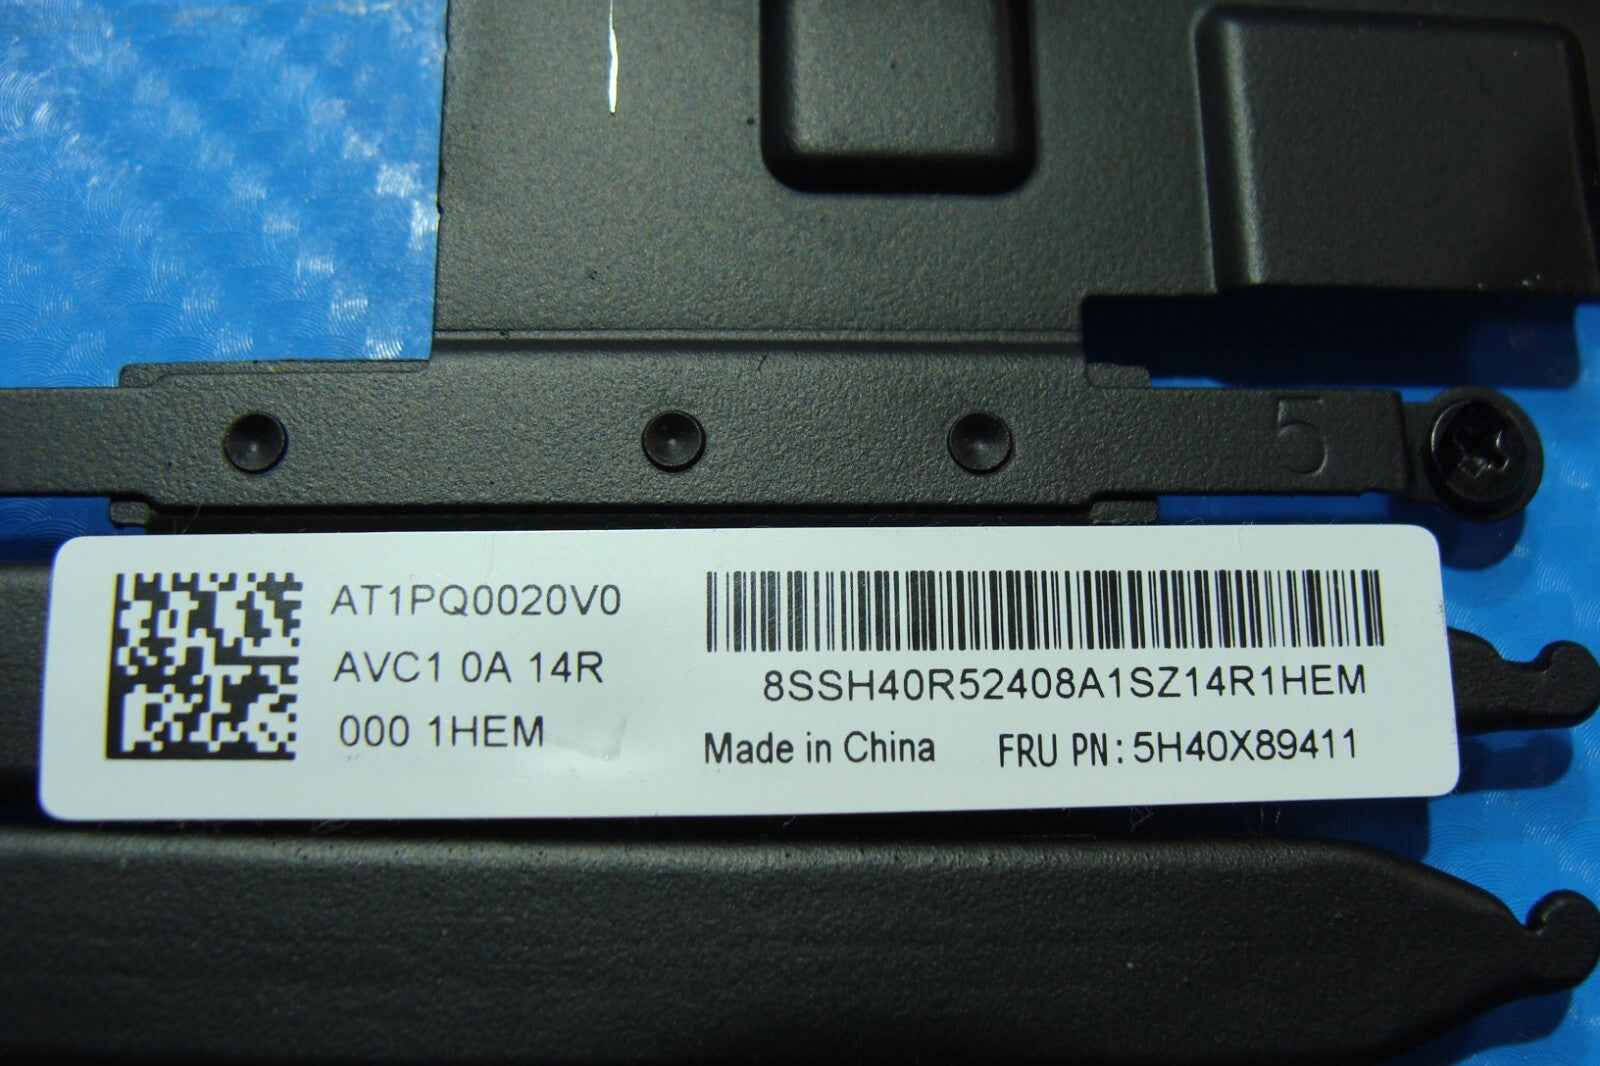 5
AT1PQ0020V0
AVC1 0A 14R
000 1HEM
8SSH40R52408A1SZ14R1HEM
Made in China FRU PN: 5H40X89411